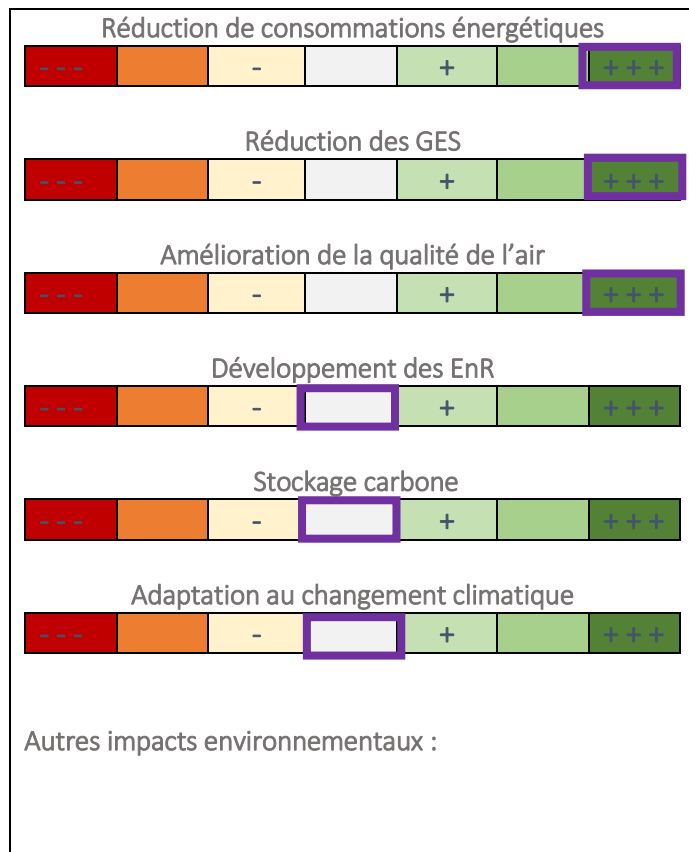 Réduction de consommations énergétiques
- - - - + + + +
Réduction des GES
- - - - + + + +
Amélioration de la qualité de l’air
- - - - + + + +
Développement des EnR
- - - - + + + +
Stockage carbone
- - - - + + + +
Adaptation au changement climatique
- - - - + + + +
Autres impacts environnementaux :